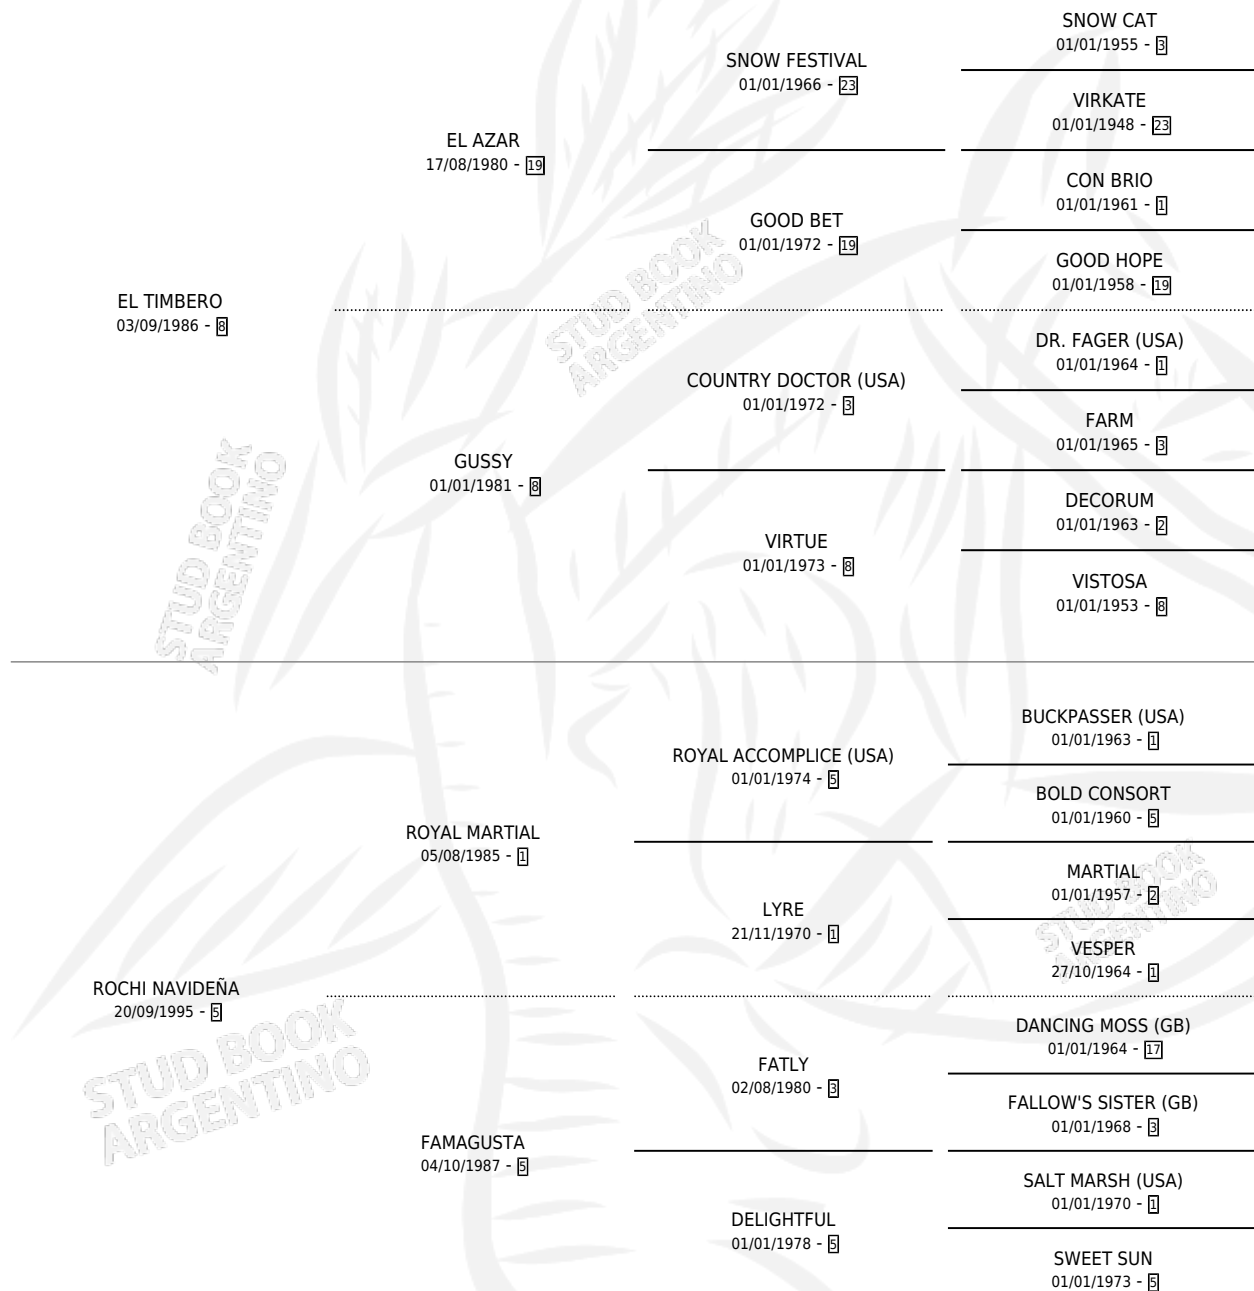 EL TIMBERO
03/09/1986 - 8
EL AZAR
17/08/1980 - 19
SNOW FESTIVAL
01/01/1966 - 23
SNOW CAT
01/01/1955 - 3
VIRKATE
01/01/1948 - 23
GOOD BET
01/01/1972 - 19
CON BRIO
01/01/1961 - 1
GOOD HOPE
01/01/1958 - 19
GUSSY
01/01/1981 - 8
COUNTRY DOCTOR (USA)
01/01/1972 - 3
DR. FAGER (USA)
01/01/1964 - 1
FARM
01/01/1965 - 3
VIRTUE
01/01/1973 - 8
DECORUM
01/01/1963 - 2
VISTOSA
01/01/1953 - 8
ROCHI NAVIDEÑA
20/09/1995 - 5
ROYAL MARTIAL
05/08/1985 - 1
ROYAL ACCOMPLICE (USA)
01/01/1974 - 5
BUCKPASSER (USA)
01/01/1963 - 1
BOLD CONSORT
01/01/1960 - 5
LYRE
21/11/1970 - 1
MARTIAL
01/01/1957 - 2
VESPER
27/10/1964 - 1
FAMAGUSTA
04/10/1987 - 5
FATLY
02/08/1980 - 3
DANCING MOSS (GB)
01/01/1964 - 17
FALLOW'S SISTER (GB)
01/01/1968 - 3
DELIGHTFUL
01/01/1978 - 5
SALT MARSH (USA)
01/01/1970 - 1
SWEET SUN
01/01/1973 - 5
STUD BOOK
ARGENTINO
STUD BOOK
ARGENTINO
STUD BOOK
ARGENTINO
STUD BOOK
ARGENTINO